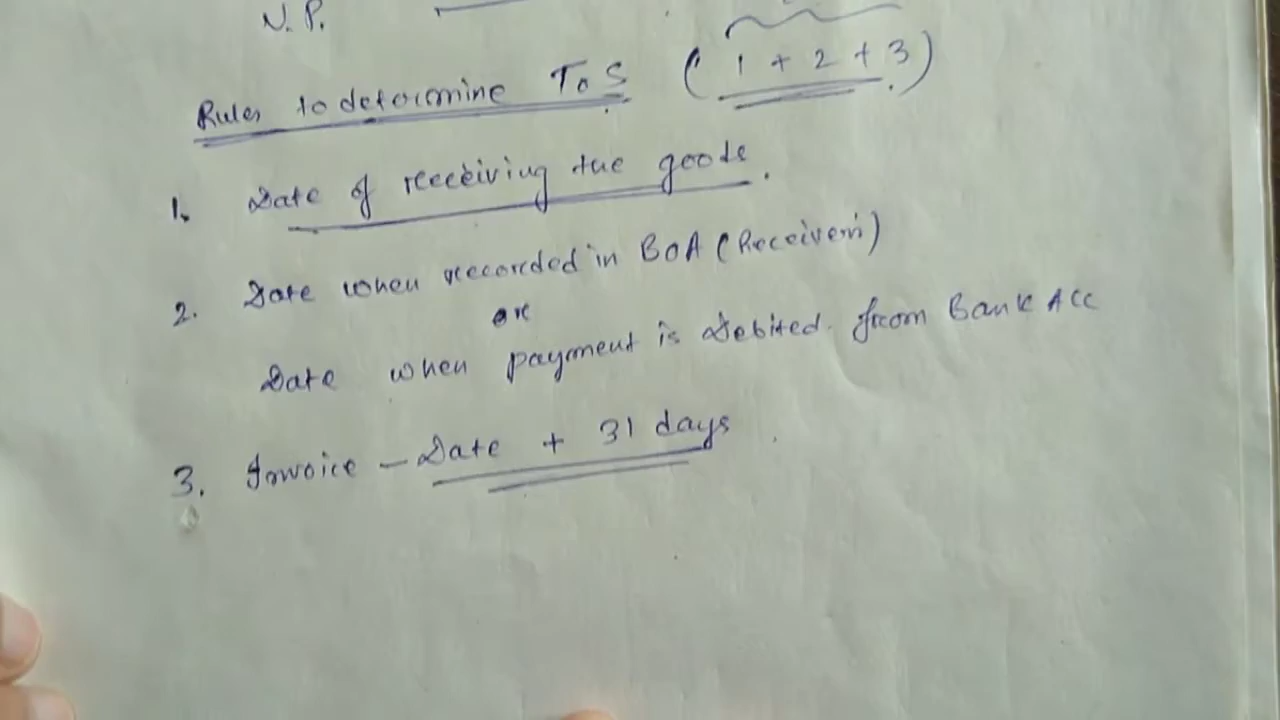 N. P.
Rules to determine ToS (1 + 2 + 3)
1. Date of receiving the goods.
2. Date when recorded in BOA (Receiver)
or
Date when payment is Debited. from Bank Acc
3. Invoice - Date + 31 days